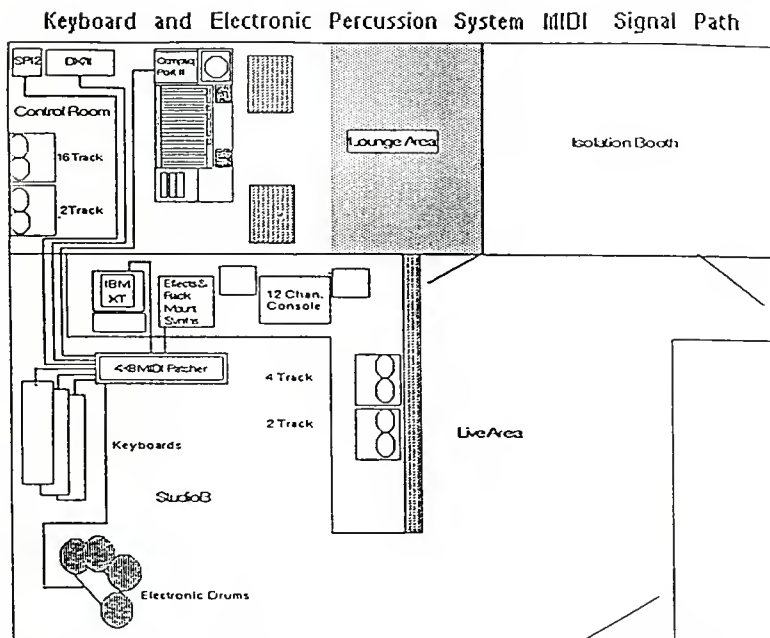 Keyboard and Electronic Percussion System MIDI Signal Path
SP12
DX7II
Compaq
Port II
Control Room
16 Track
2 Track
Lounge Area
Isolation Booth
IBM
XT
Effects &
Rack
Mount
Synths
12 Chan.
Console
4X8 MIDI Patcher
4 Track
2 Track
Live Area
Keyboards
Studio B
Electronic Drums